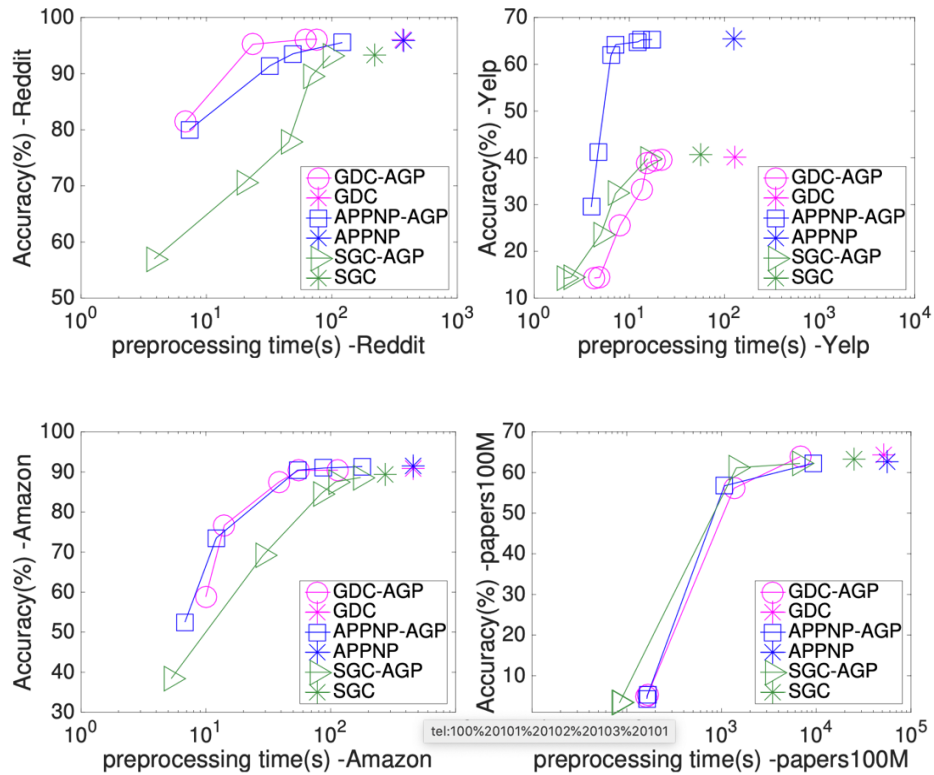 100
90
80
70
60
50
Accuracy(%) -Reddit
GDC-AGP
GDC
APPNP-AGP
APPNP
SGC-AGP
SGC
10^0 10^1 10^2 10^3
preprocessing time(s) -Reddit
70
60
50
40
30
20
10
Accuracy(%) -Yelp
GDC-AGP
GDC
APPNP-AGP
APPNP
SGC-AGP
SGC
10^0 10^1 10^2 10^3 10^4
preprocessing time(s) -Yelp
100
90
80
70
60
50
40
30
Accuracy(%) -Amazon
GDC-AGP
GDC
APPNP-AGP
APPNP
SGC-AGP
SGC
10^0 10^1 10^2
preprocessing time(s) -Amazon
70
60
50
40
30
20
10
Accuracy(%) -papers100M
GDC-AGP
GDC
APPNP-AGP
APPNP
SGC-AGP
SGC
10^3 10^4 10^5
preprocessing time(s) -papers100M
tel:100%20101%20102%20103%20101